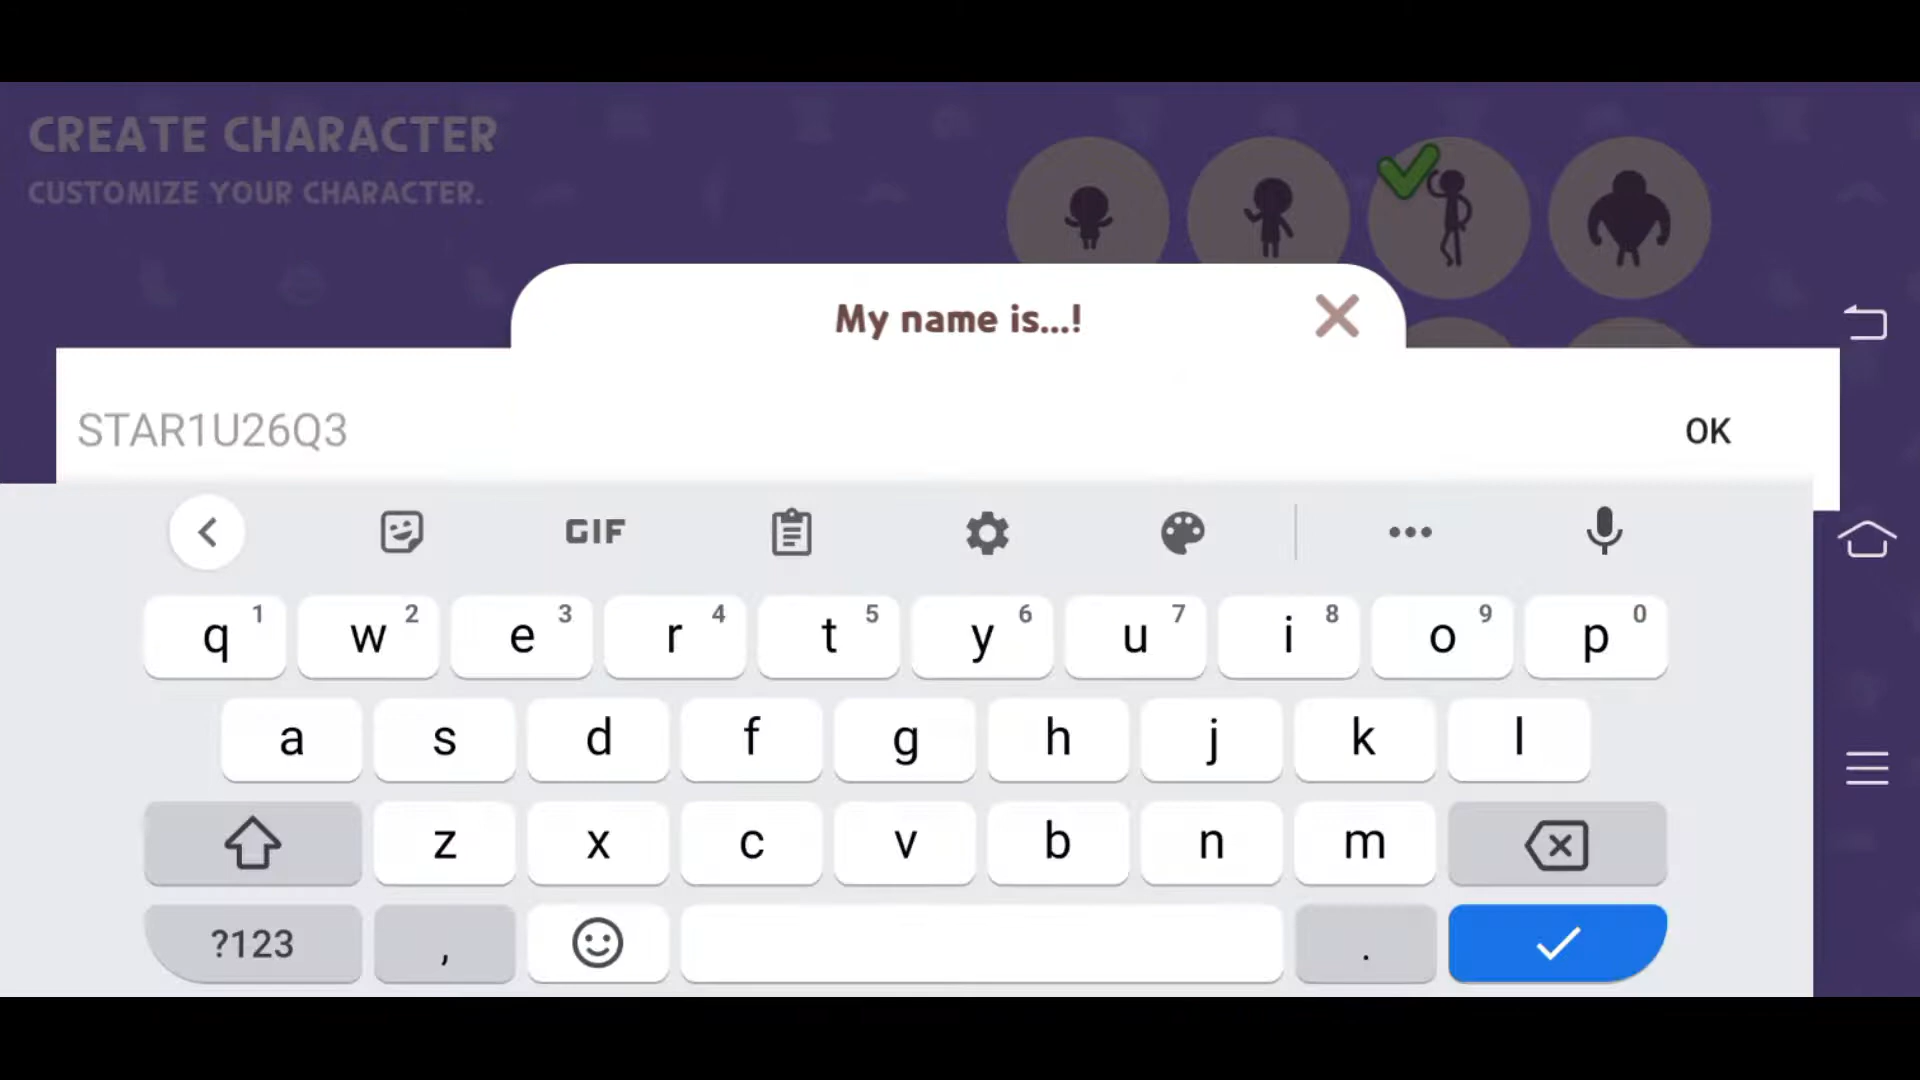 CREATE CHARACTER
CUSTOMIZE YOUR CHARACTER.
My name is...!
STAR1U26Q3
OK
GIF
q 1 w 2 e 3 r 4 t 5 y 6 u 7 i 8 o 9 p 0
a s d f g h j k l
z x c v b n m
?123 , .